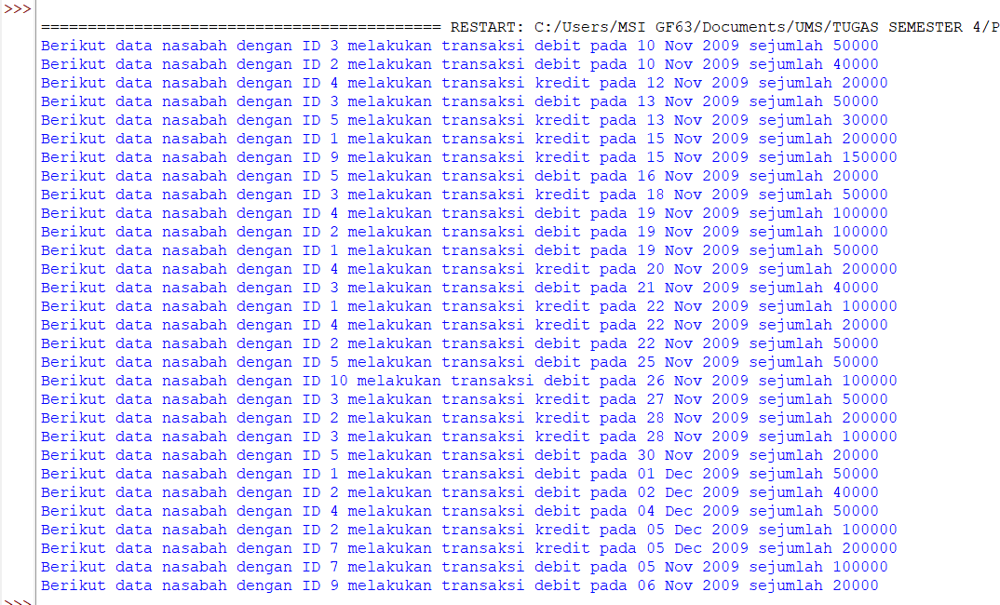 >>>
=========================================== RESTART: C:/Users/MSI GF63/Documents/UMS/TUGAS SEMESTER 4/P
Berikut data nasabah dengan ID 3 melakukan transaksi debit pada 10 Nov 2009 sejumlah 50000
Berikut data nasabah dengan ID 2 melakukan transaksi debit pada 10 Nov 2009 sejumlah 40000
Berikut data nasabah dengan ID 4 melakukan transaksi kredit pada 12 Nov 2009 sejumlah 20000
Berikut data nasabah dengan ID 3 melakukan transaksi debit pada 13 Nov 2009 sejumlah 50000
Berikut data nasabah dengan ID 5 melakukan transaksi kredit pada 13 Nov 2009 sejumlah 30000
Berikut data nasabah dengan ID 1 melakukan transaksi kredit pada 15 Nov 2009 sejumlah 200000
Berikut data nasabah dengan ID 9 melakukan transaksi kredit pada 15 Nov 2009 sejumlah 150000
Berikut data nasabah dengan ID 5 melakukan transaksi debit pada 16 Nov 2009 sejumlah 20000
Berikut data nasabah dengan ID 3 melakukan transaksi kredit pada 18 Nov 2009 sejumlah 50000
Berikut data nasabah dengan ID 4 melakukan transaksi debit pada 19 Nov 2009 sejumlah 100000
Berikut data nasabah dengan ID 2 melakukan transaksi debit pada 19 Nov 2009 sejumlah 100000
Berikut data nasabah dengan ID 1 melakukan transaksi debit pada 19 Nov 2009 sejumlah 50000
Berikut data nasabah dengan ID 4 melakukan transaksi kredit pada 20 Nov 2009 sejumlah 200000
Berikut data nasabah dengan ID 3 melakukan transaksi debit pada 21 Nov 2009 sejumlah 40000
Berikut data nasabah dengan ID 1 melakukan transaksi kredit pada 22 Nov 2009 sejumlah 100000
Berikut data nasabah dengan ID 4 melakukan transaksi kredit pada 22 Nov 2009 sejumlah 20000
Berikut data nasabah dengan ID 2 melakukan transaksi debit pada 22 Nov 2009 sejumlah 50000
Berikut data nasabah dengan ID 5 melakukan transaksi debit pada 25 Nov 2009 sejumlah 50000
Berikut data nasabah dengan ID 10 melakukan transaksi debit pada 26 Nov 2009 sejumlah 100000
Berikut data nasabah dengan ID 3 melakukan transaksi kredit pada 27 Nov 2009 sejumlah 50000
Berikut data nasabah dengan ID 2 melakukan transaksi kredit pada 28 Nov 2009 sejumlah 200000
Berikut data nasabah dengan ID 3 melakukan transaksi kredit pada 28 Nov 2009 sejumlah 100000
Berikut data nasabah dengan ID 5 melakukan transaksi debit pada 30 Nov 2009 sejumlah 20000
Berikut data nasabah dengan ID 1 melakukan transaksi debit pada 01 Dec 2009 sejumlah 50000
Berikut data nasabah dengan ID 2 melakukan transaksi debit pada 02 Dec 2009 sejumlah 40000
Berikut data nasabah dengan ID 4 melakukan transaksi debit pada 04 Dec 2009 sejumlah 50000
Berikut data nasabah dengan ID 2 melakukan transaksi kredit pada 05 Dec 2009 sejumlah 100000
Berikut data nasabah dengan ID 7 melakukan transaksi kredit pada 05 Dec 2009 sejumlah 200000
Berikut data nasabah dengan ID 7 melakukan transaksi debit pada 05 Nov 2009 sejumlah 100000
Berikut data nasabah dengan ID 9 melakukan transaksi debit pada 06 Nov 2009 sejumlah 20000
>>>